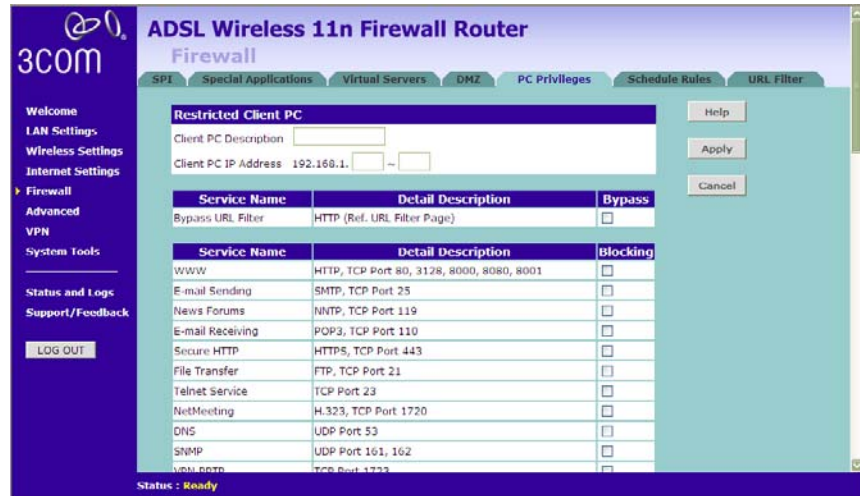 3COM
ADSL Wireless 11n Firewall Router
Firewall
SPI Special Applications Virtual Servers DMZ PC Privileges Schedule Rules URL Filter
Welcome
LAN Settings
Wireless Settings
Internet Settings
Firewall
Advanced
VPN
System Tools
Status and Logs
Support/Feedback
LOG OUT
Restricted Client PC
Client PC Description
Client PC IP Address 192.168.1. ~
Service Name Detail Description Bypass
Bypass URL Filter HTTP (Ref. URL Filter Page)
Service Name Detail Description Blocking
WWW HTTP, TCP Port 80, 3128, 8000, 8080, 8001
E-mail Sending SMTP, TCP Port 25
News Forums NNTP, TCP Port 119
E-mail Receiving POP3, TCP Port 110
Secure HTTP HTTPS, TCP Port 443
File Transfer FTP, TCP Port 21
Telnet Service TCP Port 23
NetMeeting H.323, TCP Port 1720
DNS UDP Port 53
SNMP UDP Port 161, 162
VPN-PPTP TCP Port 1723
Help
Apply
Cancel
Status : Ready